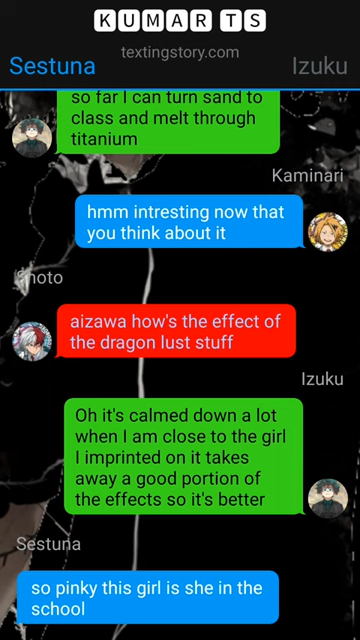 KUMAR TS
textingstory.com
Sestuna
Izuku
so far I can turn sand to
class and melt through
titanium
Kaminari
hmm intresting now that
you think about it
Shoto
aizawa how's the effect of
the dragon lust stuff
Izuku
Oh it's calmed down a lot
when I am close to the girl
I imprinted on it takes
away a good portion of
the effects so it's better
Sestuna
so pinky this girl is she in the
school